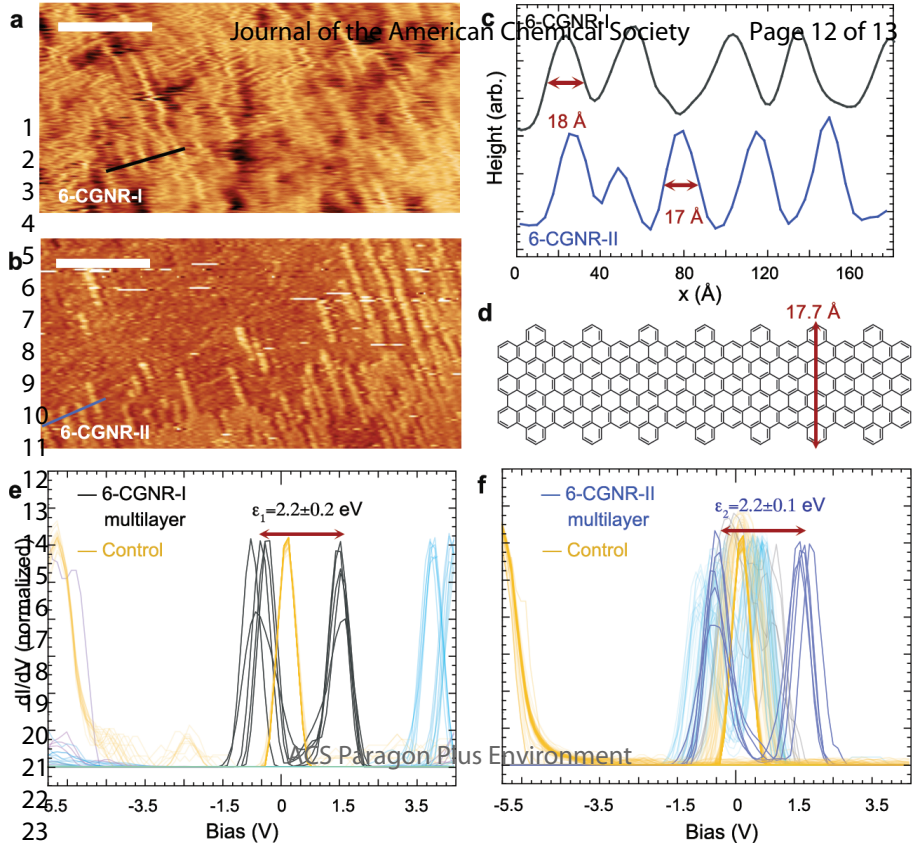 Journal of the American Chemical Society
Page 12 of 13
a
6-CGNR-I
1
2
3
4
b
6-CGNR-II
5
6
7
8
9
10
11
c
6-CGNR-I
18 Å
17 Å
6-CGNR-II
Height (arb.)
0 40 80 120 160
x (Å)
d
17.7 Å
e
6-CGNR-I
multilayer
Control
ε1=2.2±0.2 eV
dI/dV (normalized)
12
13
14
15
16
17
18
19
20
21
22
23
-5.5 -3.5 -1.5 0 1.5 3.5
Bias (V)
f
6-CGNR-II
multilayer
Control
ε2=2.2±0.1 eV
-5.5 -3.5 -1.5 0 1.5 3.5
Bias (V)
ACS Paragon Plus Environment